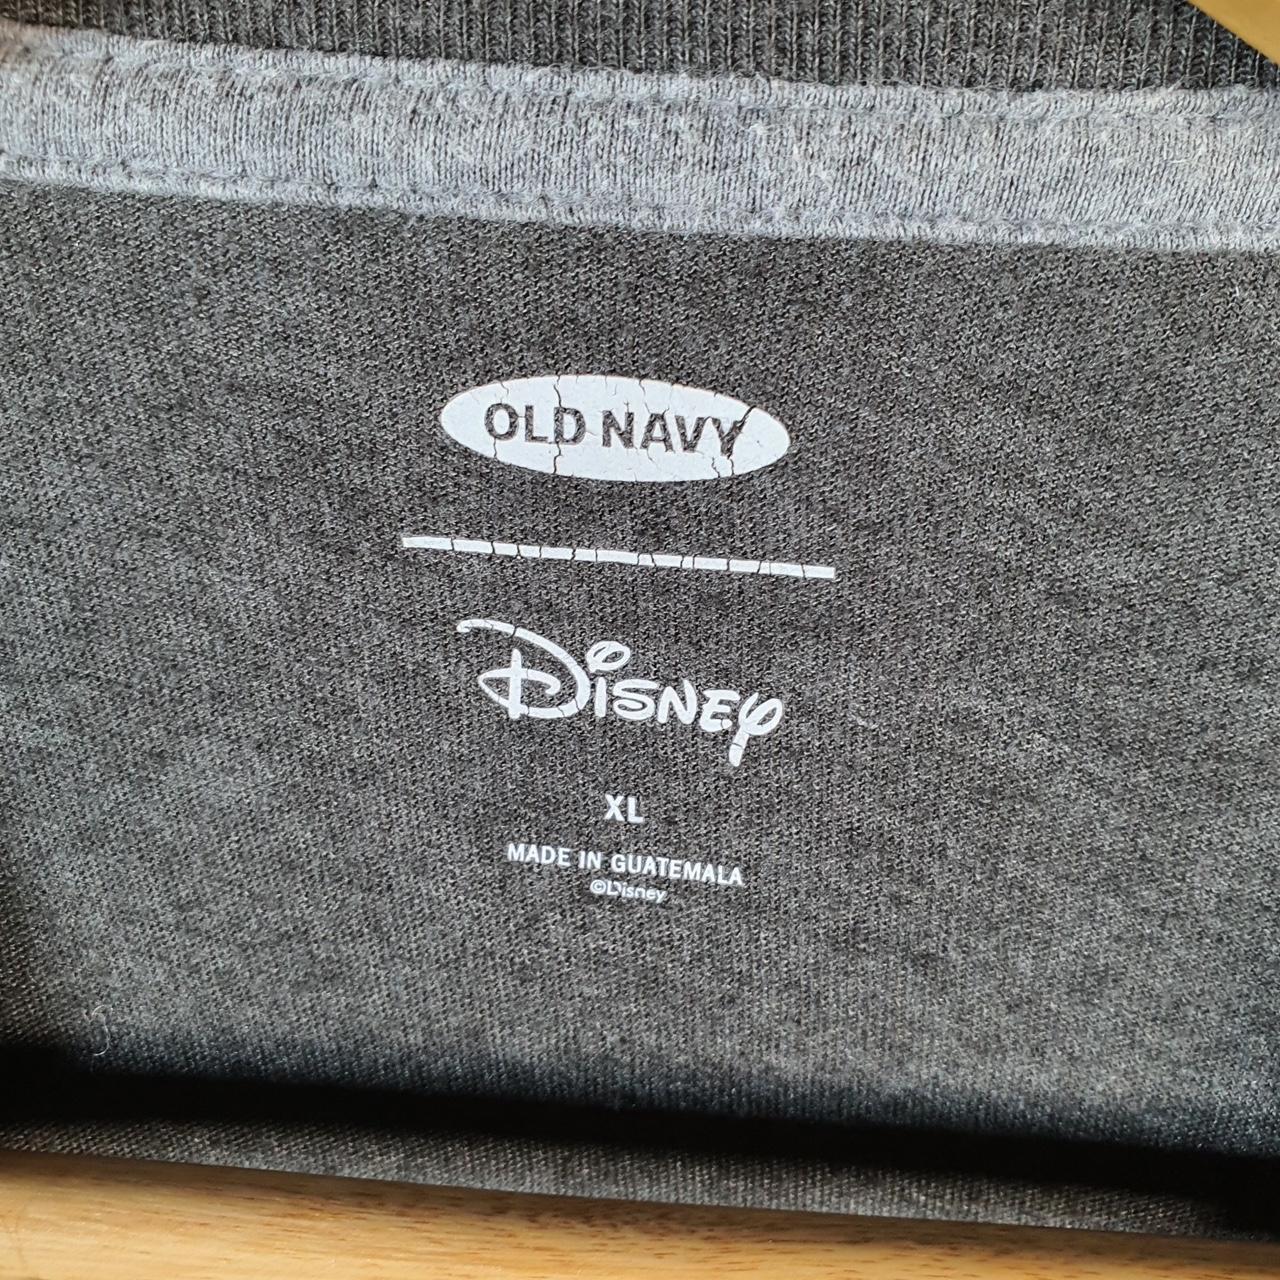 OLD NAVY
Disney
XL
MADE IN GUATEMALA
©Disney